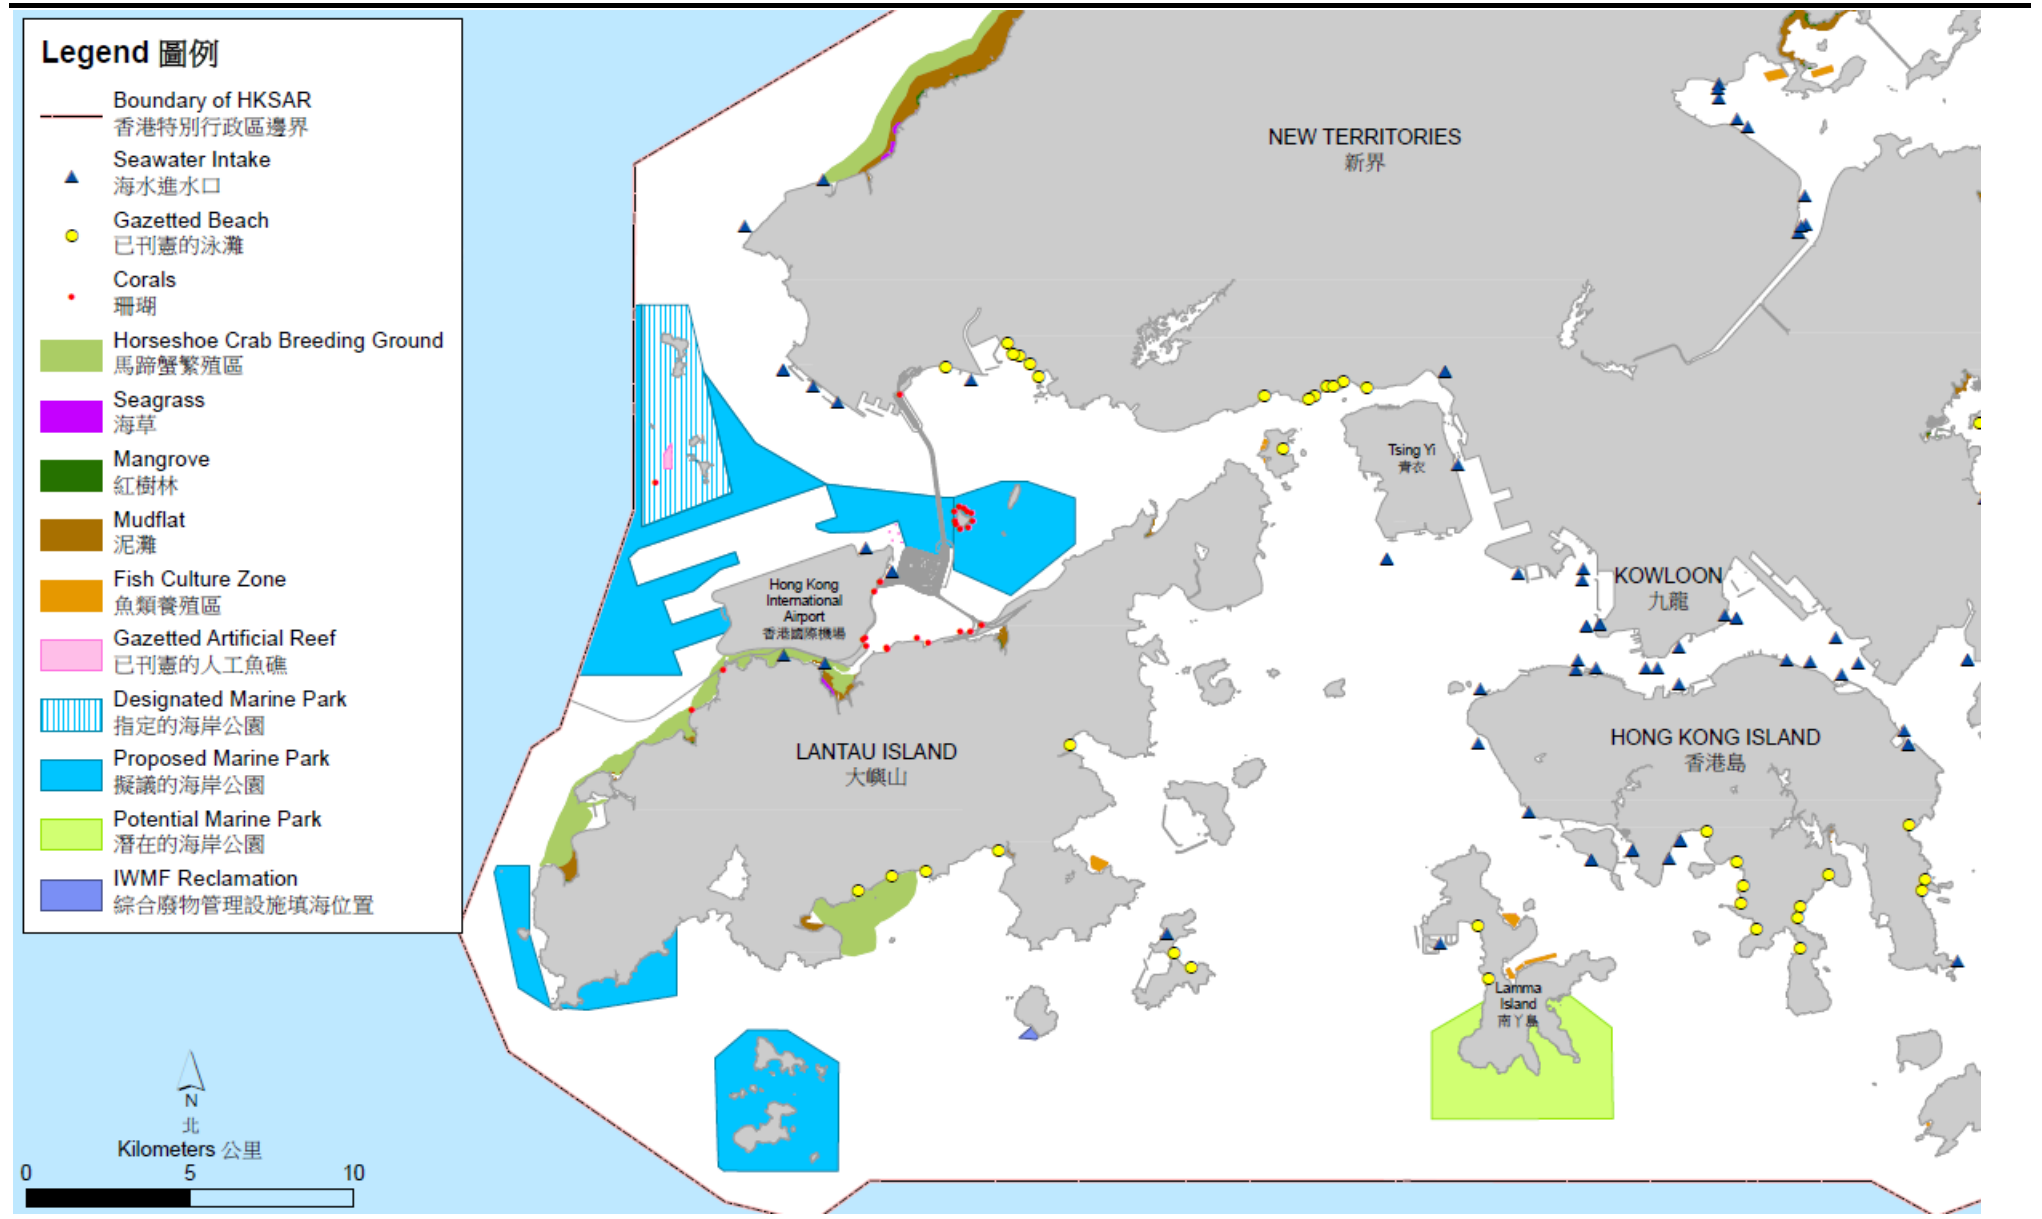 Legend 圖例
Boundary of HKSAR
香港特別行政區邊界
Seawater Intake
海水進水口
Gazetted Beach
已刊憲的泳灘
Corals
珊瑚
Horseshoe Crab Breeding Ground
馬蹄蟹繁殖區
Seagrass
海草
Mangrove
紅樹林
Mudflat
泥灘
Fish Culture Zone
魚類養殖區
Gazetted Artificial Reef
已刊憲的人工魚礁
Designated Marine Park
指定的海岸公園
Proposed Marine Park
擬議的海岸公園
Potential Marine Park
潛在的海岸公園
IWMF Reclamation
綜合廢物管理設施填海位置
N
北
Kilometers 公里
0 5 10
NEW TERRITORIES
新界
Tsing Yi
青衣
Hong Kong
International
Airport
香港國際機場
KOWLOON
九龍
LANTAU ISLAND
大嶼山
HONG KONG ISLAND
香港島
Lamma
Island
南丫島